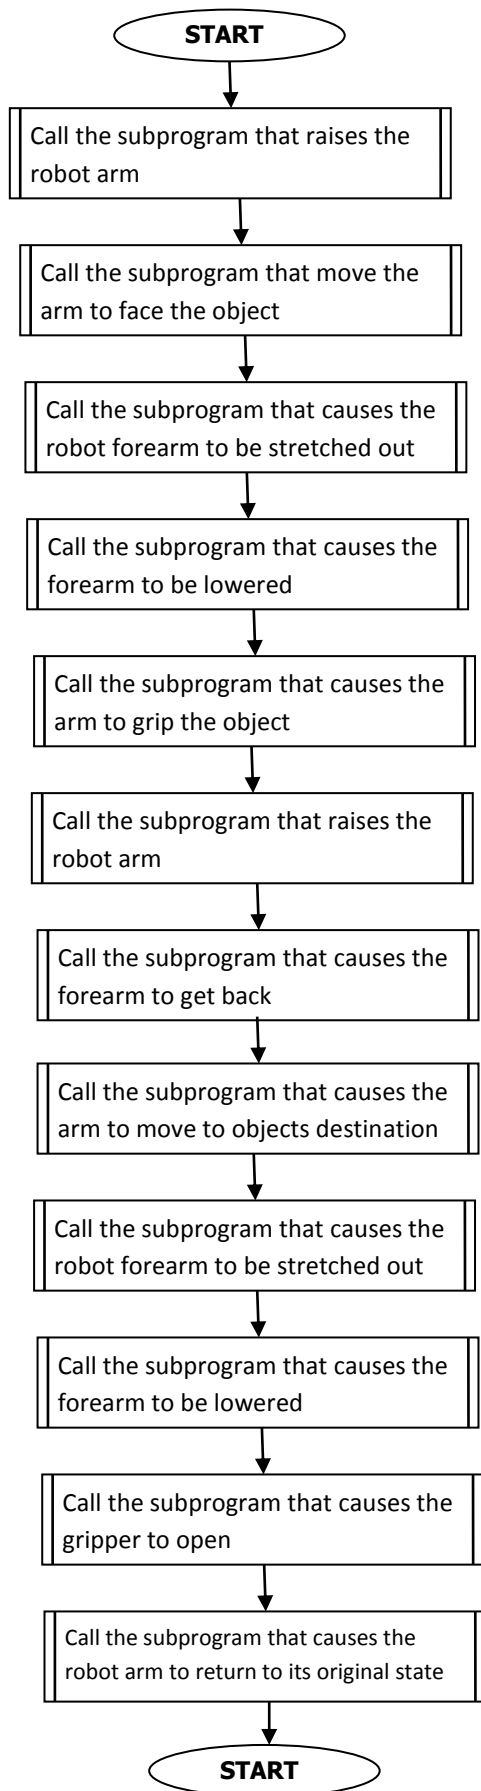 START
Call the subprogram that raises the
robot arm
Call the subprogram that move the
arm to face the object
Call the subprogram that causes the
robot forearm to be stretched out
Call the subprogram that causes the
forearm to be lowered
Call the subprogram that causes the
arm to grip the object
Call the subprogram that raises the
robot arm
Call the subprogram that causes the
forearm to get back
Call the subprogram that causes the
arm to move to objects destination
Call the subprogram that causes the
robot forearm to be stretched out
Call the subprogram that causes the
forearm to be lowered
Call the subprogram that causes the
gripper to open
Call the subprogram that causes the
robot arm to return to its original state
START